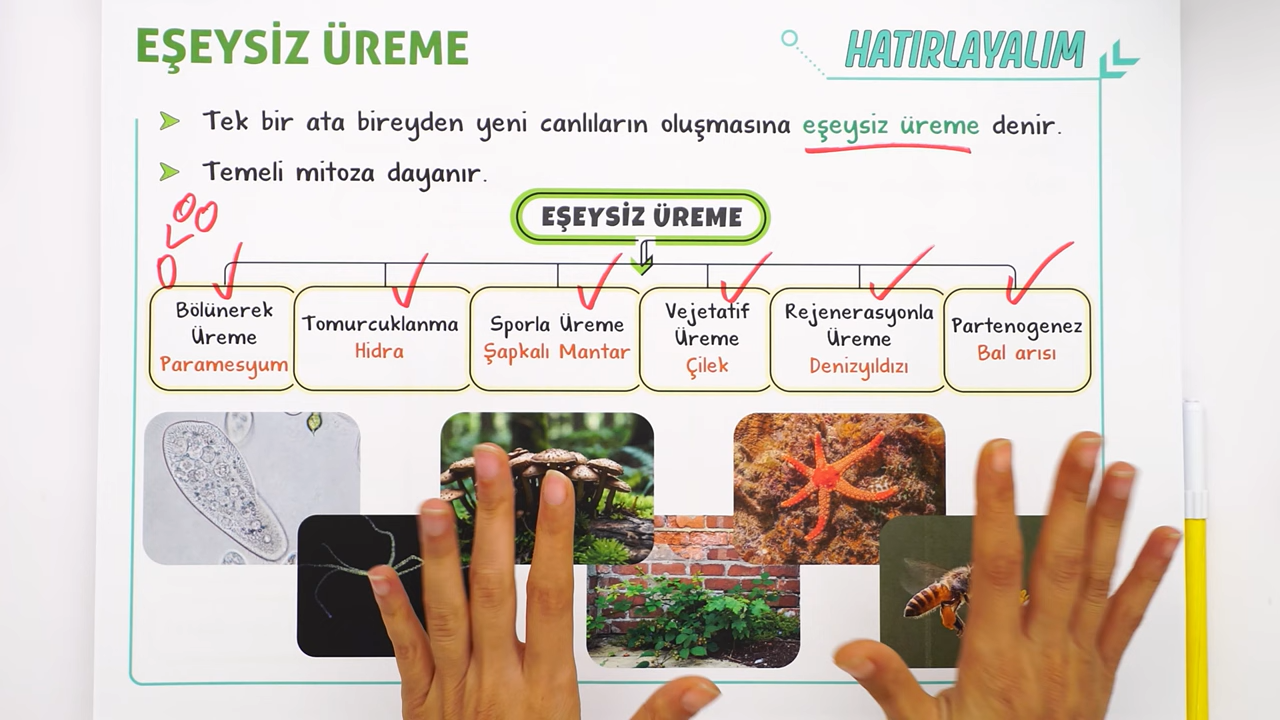 EŞEYSİZ ÜREME
HATIRLAYALIM
Tek bir ata bireyden yeni canlıların oluşmasına eşeysiz üreme denir.
Temeli mitoza dayanır.
EŞEYSİZ ÜREME
Bölünerek
Üreme
Paramesyum
Tomurcuklanma
Hidra
Sporla Üreme
Şapkalı Mantar
Vejetatif
Üreme
Çilek
Rejenerasyonla
Üreme
Denizyıldızı
Partenogenez
Bal arısı